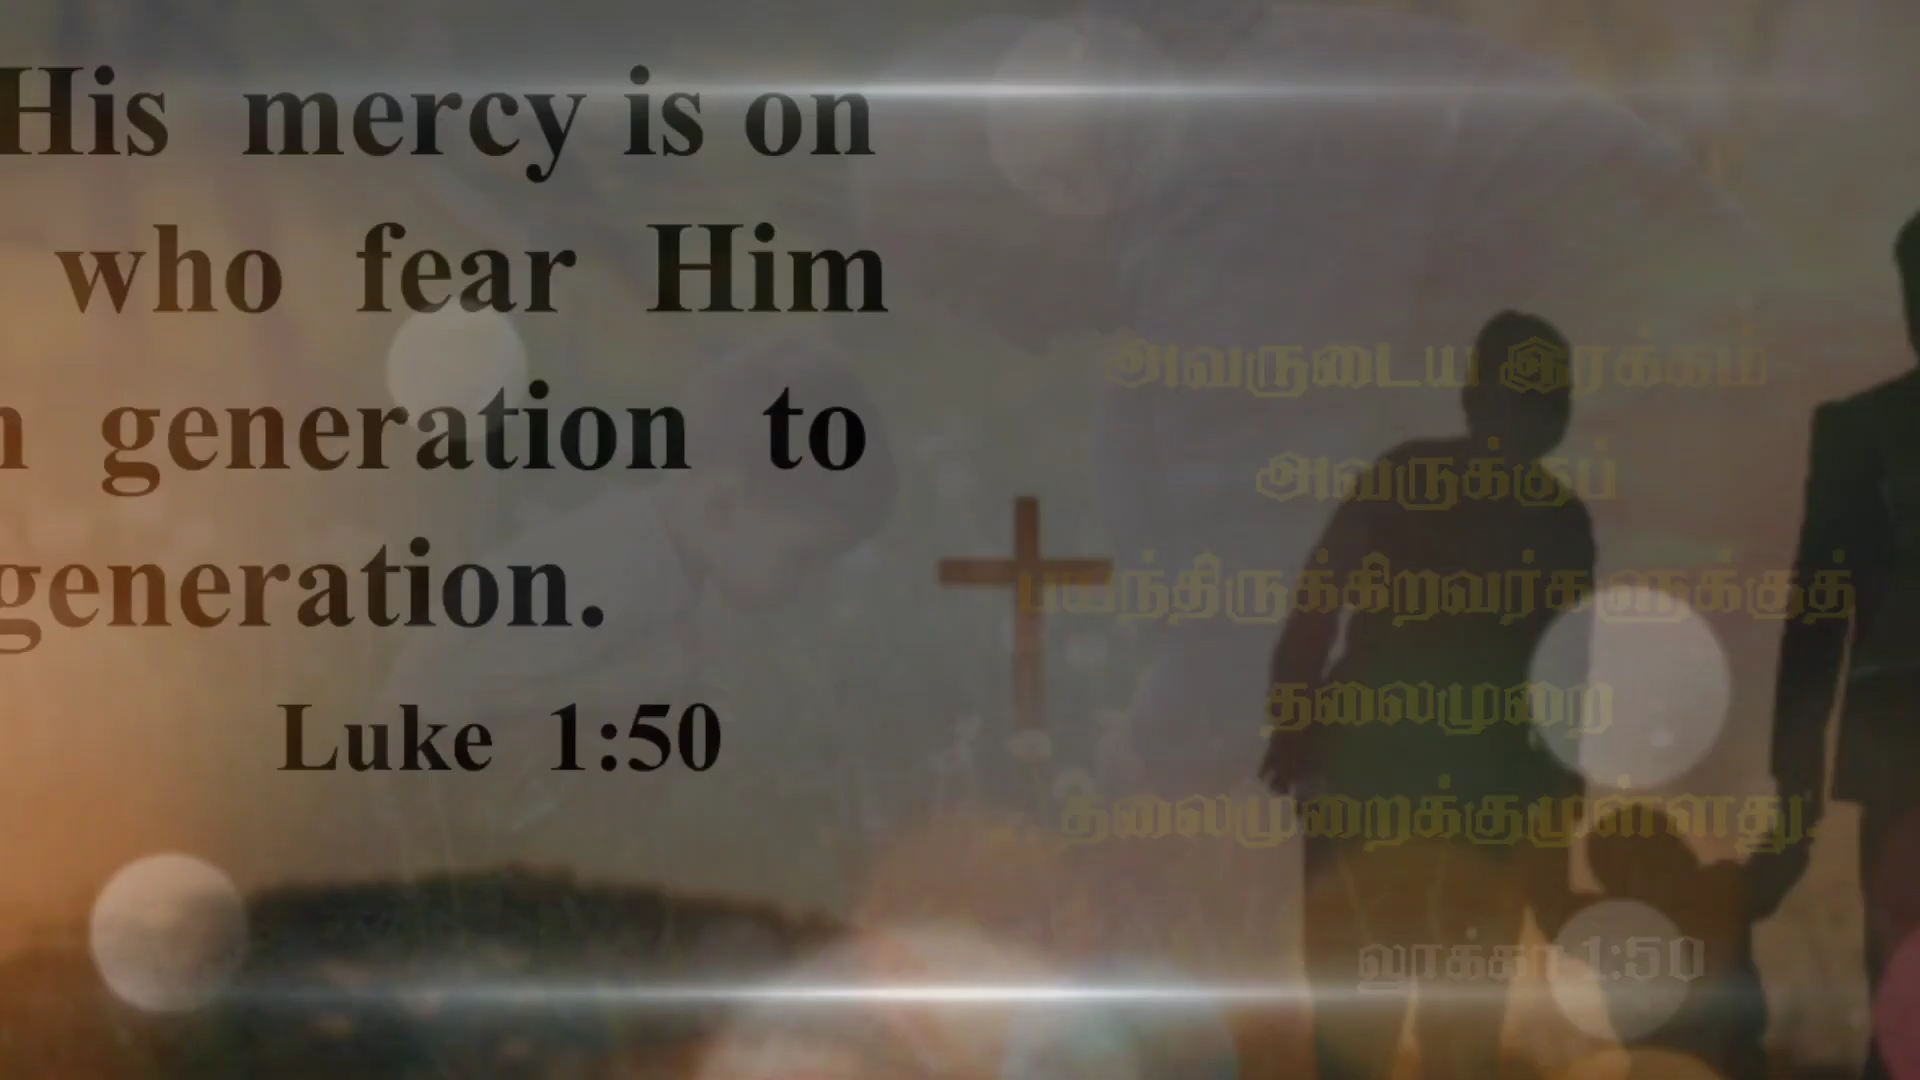 His mercy is on
who fear Him
generation to
generation.
Luke 1:50
அவருடைய இரக்கம்
அவருக்குப்
பயந்திருக்கிறவர்களுக்குத்
தலைமுறை
தலைமுறைக்குமுள்ளது.
லூக்கா 1:50